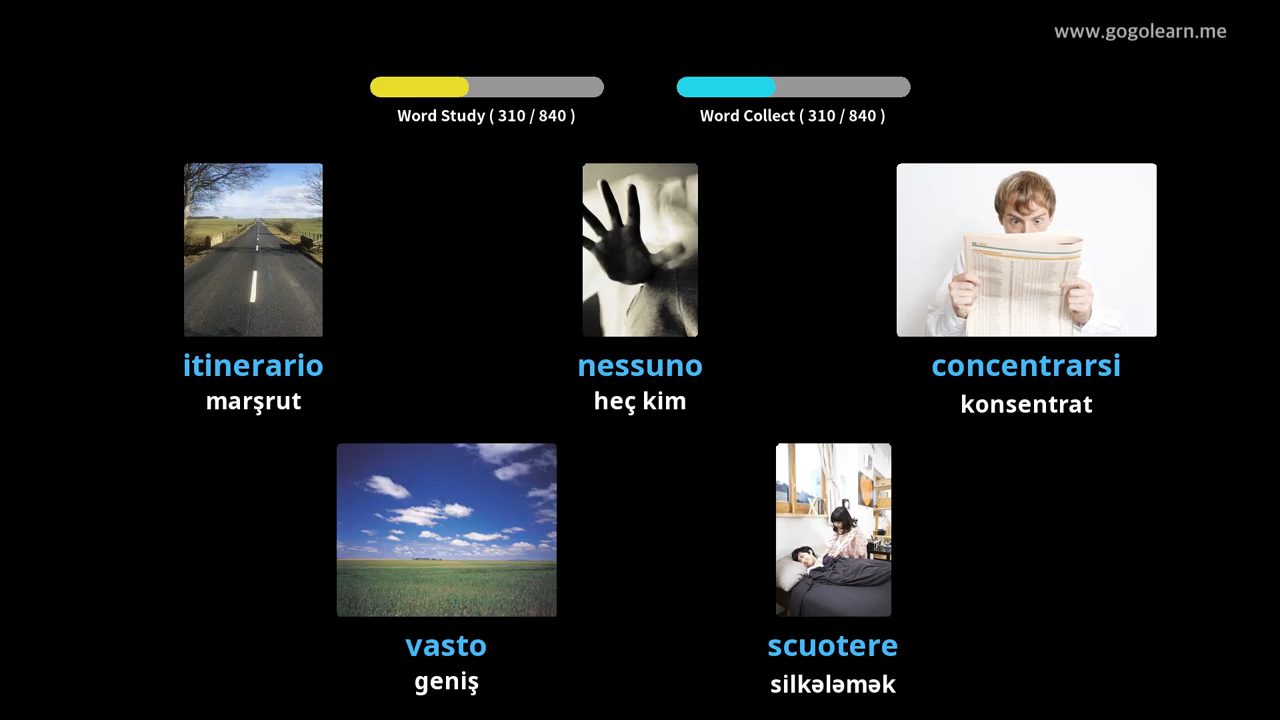 www.gogolearn.me
Word Study ( 310 / 840 )
Word Collect ( 310 / 840 )
itinerario
marşrut
nessuno
heç kim
concentrarsi
konsentrat
vasto
geniş
scuotere
silkələmək